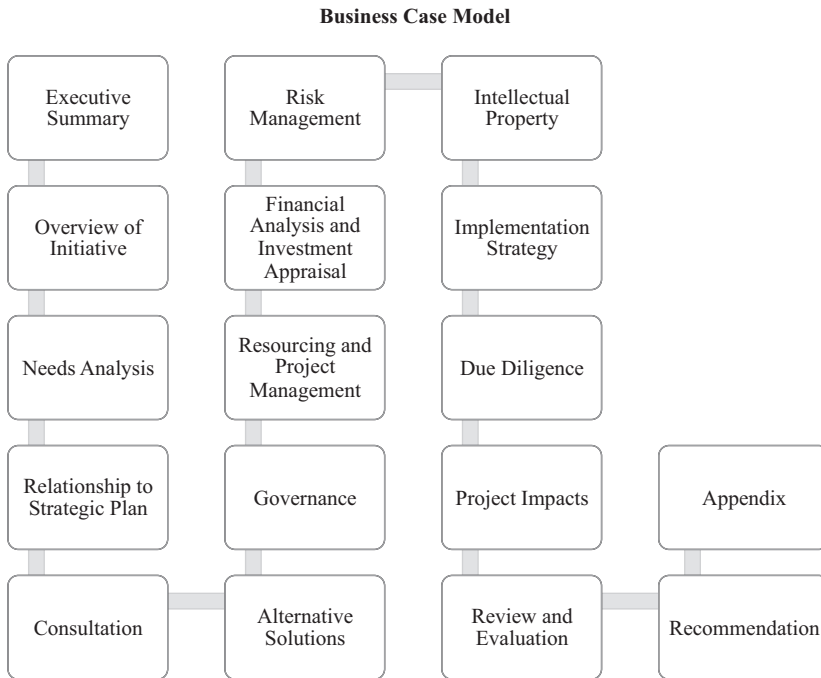 Business Case Model
Executive
Summary
Overview of
Initiative
Needs Analysis
Relationship to
Strategic Plan
Consultation
Alternative
Solutions
Governance
Resourcing and
Project
Management
Financial
Analysis and
Investment
Appraisal
Risk
Management
Intellectual
Property
Implementation
Strategy
Due Diligence
Project Impacts
Review and
Evaluation
Recommendation
Appendix